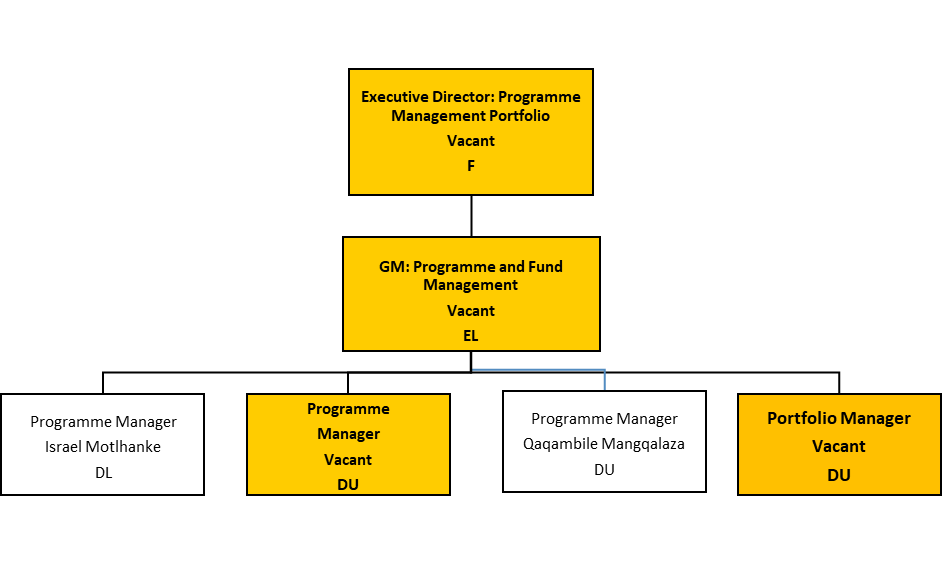 Executive Director: Programme
Management Portfolio
Vacant
F
GM: Programme and Fund
Management
Vacant
EL
Programme Manager
Israel Motlhanke
DL
Programme
Manager
Vacant
DU
Programme Manager
Qaqambile Mangqalaza
DU
Portfolio Manager
Vacant
DU